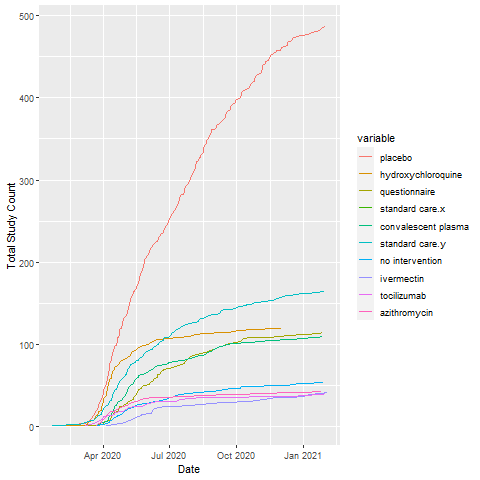 500
400
300
200
100
0
Total Study Count
Apr 2020
Jul 2020
Oct 2020
Jan 2021
Date
variable
placebo
hydroxychloroquine
questionnaire
standard care.x
convalescent plasma
standard care.y
no intervention
ivermectin
tocilizumab
azithromycin